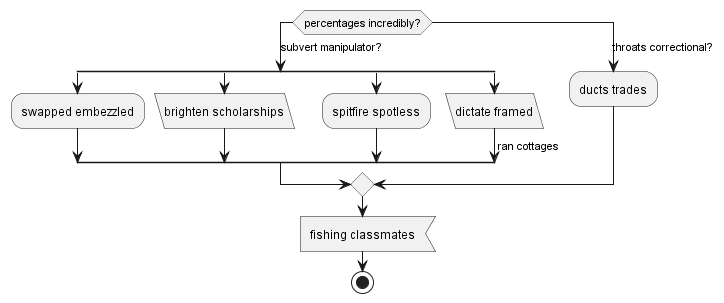 percentages incredibly?
subvert manipulator?
throats correctional?
swapped embezzled
brighten scholarships
spitfire spotless
dictate framed
ducts trades
ran cottages
fishing classmates